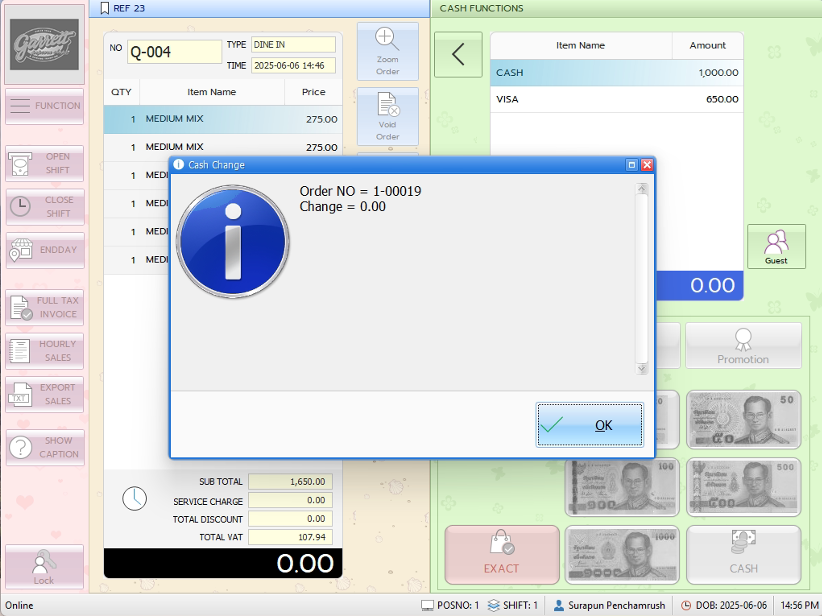 REF 23
CASH FUNCTIONS
Garrett
NO Q-004
TYPE DINE IN
TIME 2025-06-06 14:46
Zoom
Order
Void
Order
Item Name Amount
CASH 1,000.00
VISA 650.00
QTY Item Name Price
1 MEDIUM MIX 275.00
1 MEDIUM MIX 275.00
1 MEDI
1 MEDI
1 MEDI
1 MEDI
FUNCTION
OPEN
SHIFT
CLOSE
SHIFT
ENDDAY
FULL TAX
INVOICE
HOURLY
SALES
TXT
EXPORT
SALES
SHOW
CAPTION
Lock
Cash Change
Order NO = 1-00019
Change = 0.00
OK
Guest
0.00
Promotion
50
100
500
1000
EXACT
CASH
SUB TOTAL 1,650.00
SERVICE CHARGE 0.00
TOTAL DISCOUNT 0.00
TOTAL VAT 107.94
0.00
Online
POSNO: 1
SHIFT: 1
Surapun Penchamrush
DOB: 2025-06-06
14:56 PM